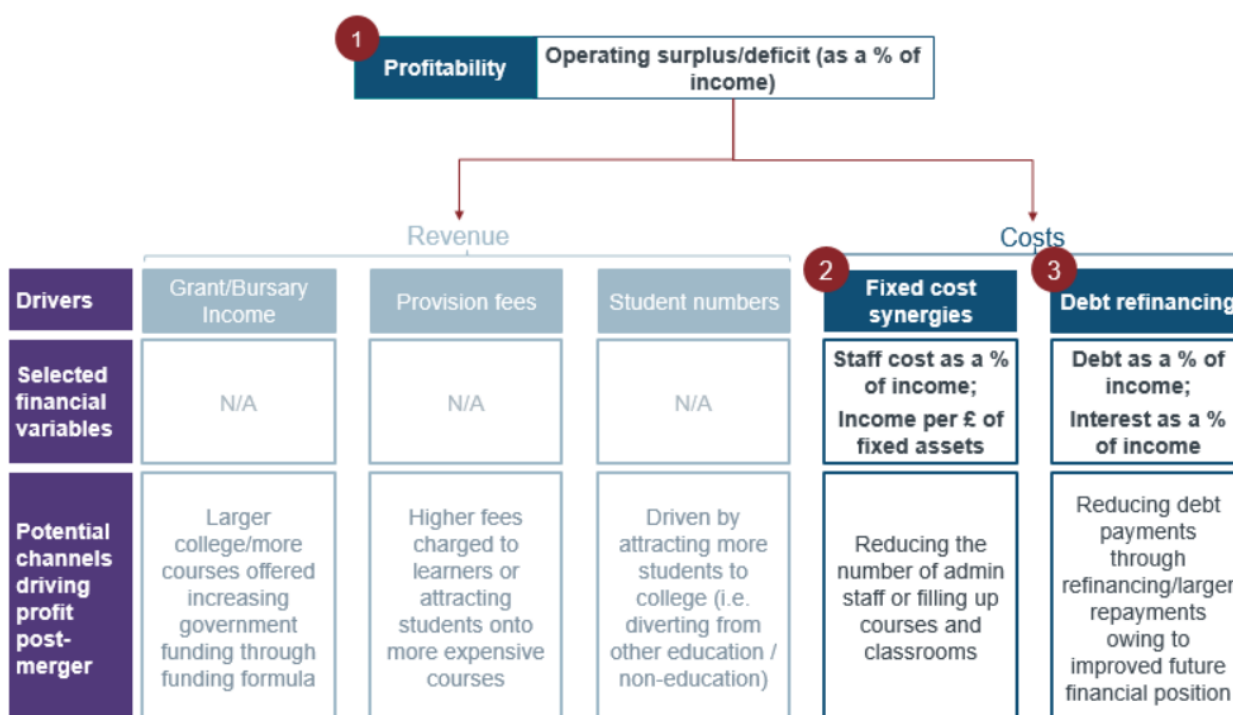 1
Profitability
Operating surplus/deficit (as a % of
income)
Revenue
Costs
Drivers
Grant/Bursary
Income
Provision fees
Student numbers
2
Fixed cost
synergies
3
Debt refinancing
Selected
financial
variables
N/A
N/A
N/A
Staff cost as a %
of income;
Income per £ of
fixed assets
Debt as a % of
income;
Interest as a %
of income
Potential
channels
driving
profit
post-
merger
Larger
college/more
courses offered
increasing
government
funding through
funding formula
Higher fees
charged to
learners or
attracting
students onto
more expensive
courses
Driven by
attracting more
students to
college (i.e.
diverting from
other education /
non-education)
Reducing the
number of admin
staff or filling up
courses and
classrooms
Reducing debt
payments
through
refinancing/larger
repayments
owing to
improved future
financial position